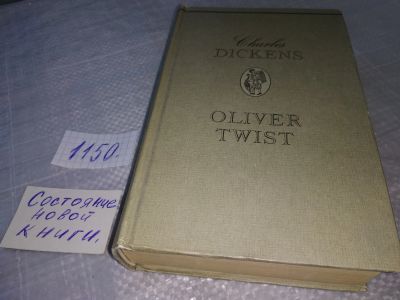 Charles
DICKENS
OLIVER
TWIST
1150-
Состояние
новой
книги.